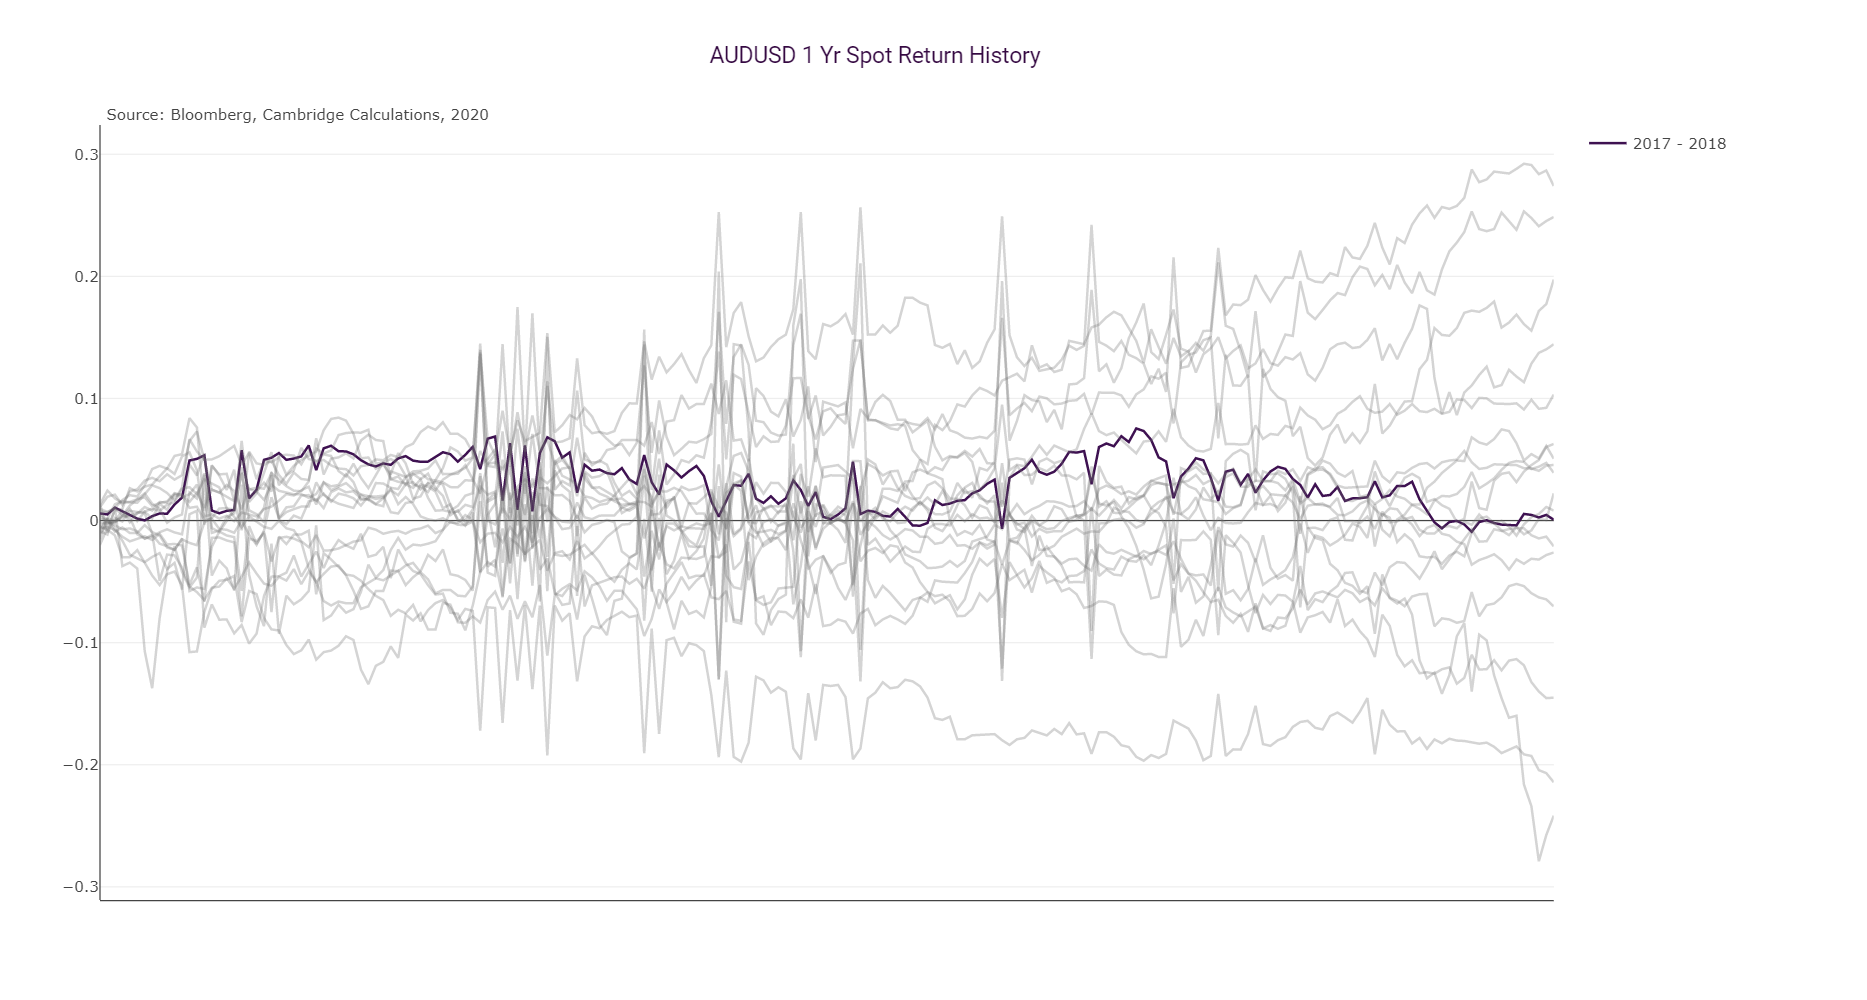 AUDUSD 1 Yr Spot Return History
Source: Bloomberg, Cambridge Calculations, 2020
2017 - 2018
0.3
0.2
0.1
0
−0.1
−0.2
−0.3